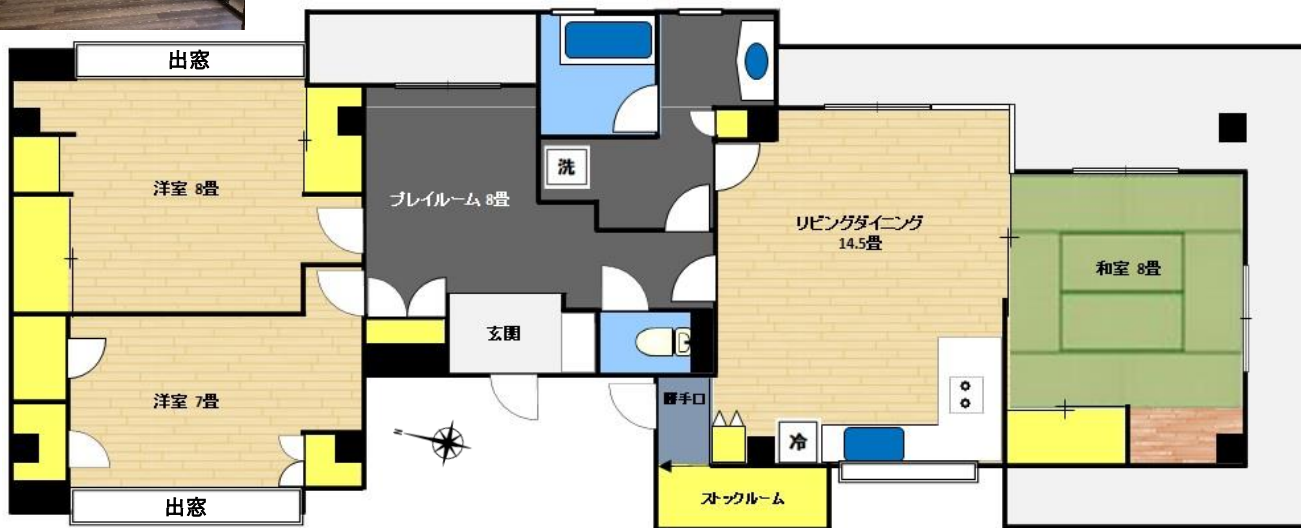 出窓
洋室 8畳
プレイルーム 8畳
洗
リビングダイニング
14.5畳
和室 8畳
玄関
洋室 7畳
勝手口
冷
N
ストックルーム
出窓